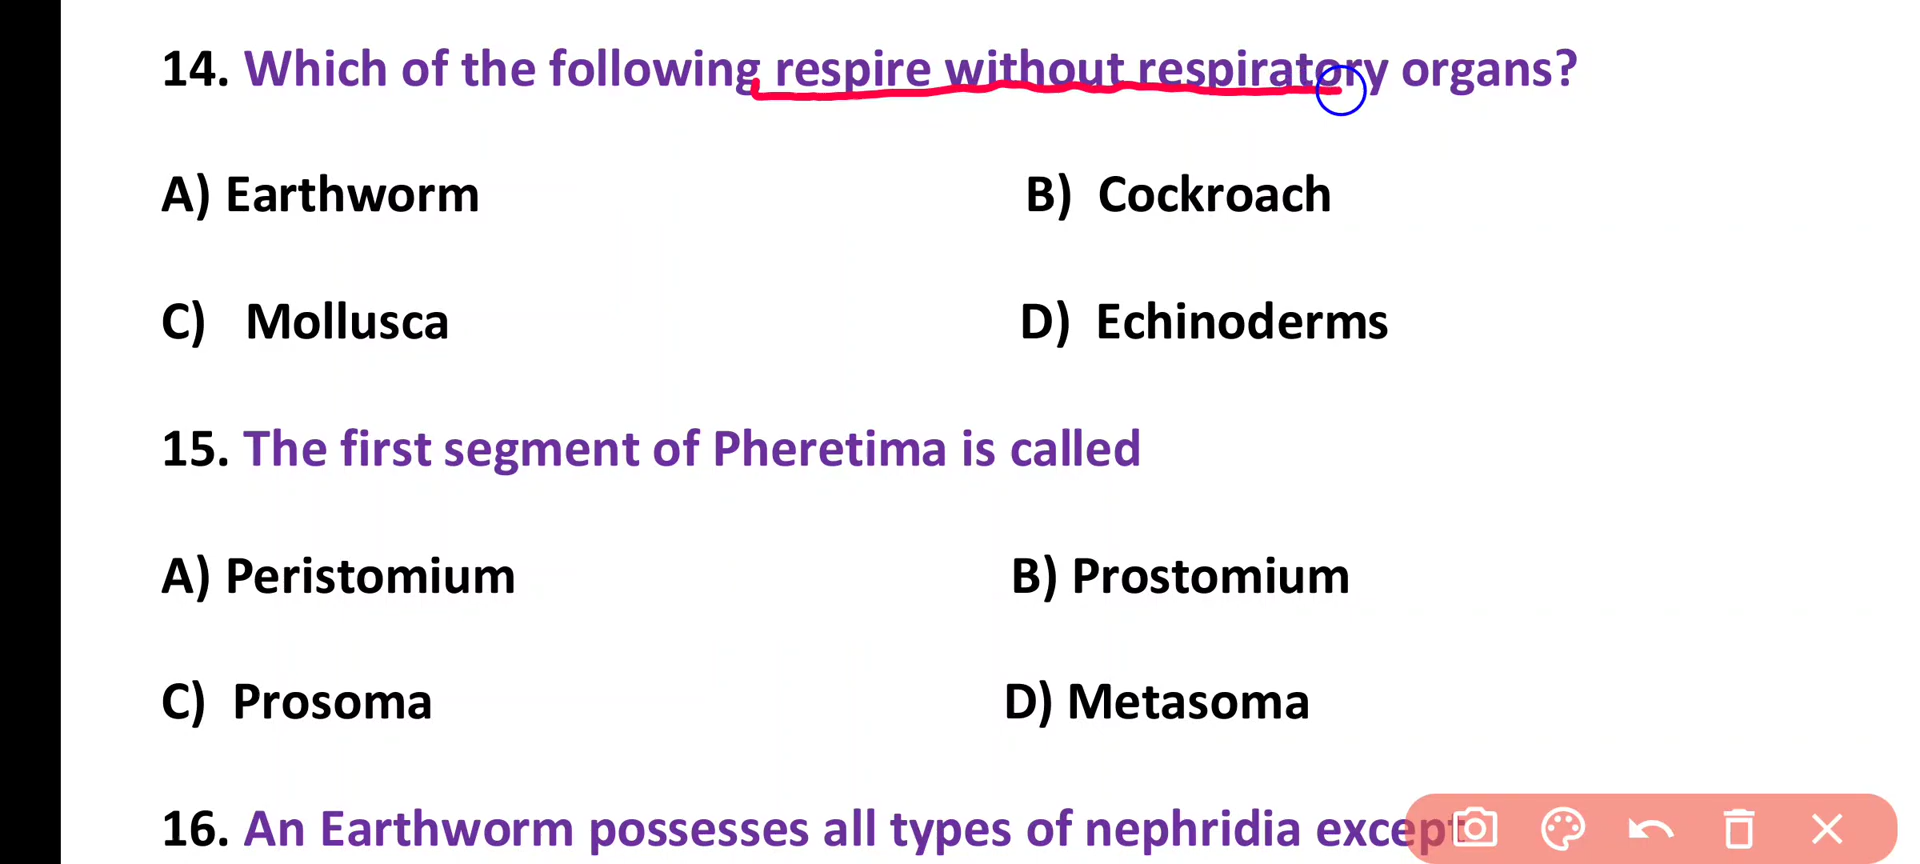 14. Which of the following respire without respiratory organs?
A) Earthworm B) Cockroach
C) Mollusca D) Echinoderms
15. The first segment of Pheretima is called
A) Peristomium B) Prostomium
C) Prosoma D) Metasoma
16. An Earthworm possesses all types of nephridia except